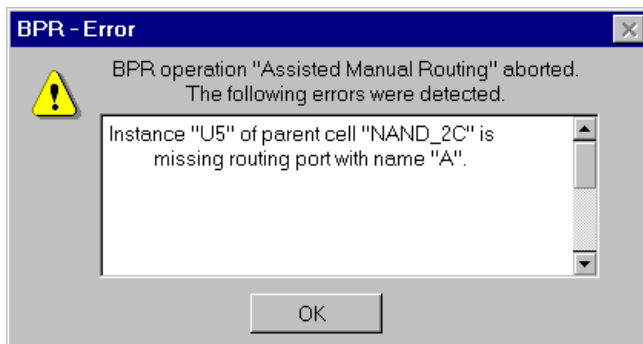 BPR - Error
BPR operation "Assisted Manual Routing" aborted.
The following errors were detected.
Instance "U5" of parent cell "NAND_2C" is
missing routing port with name "A".
OK